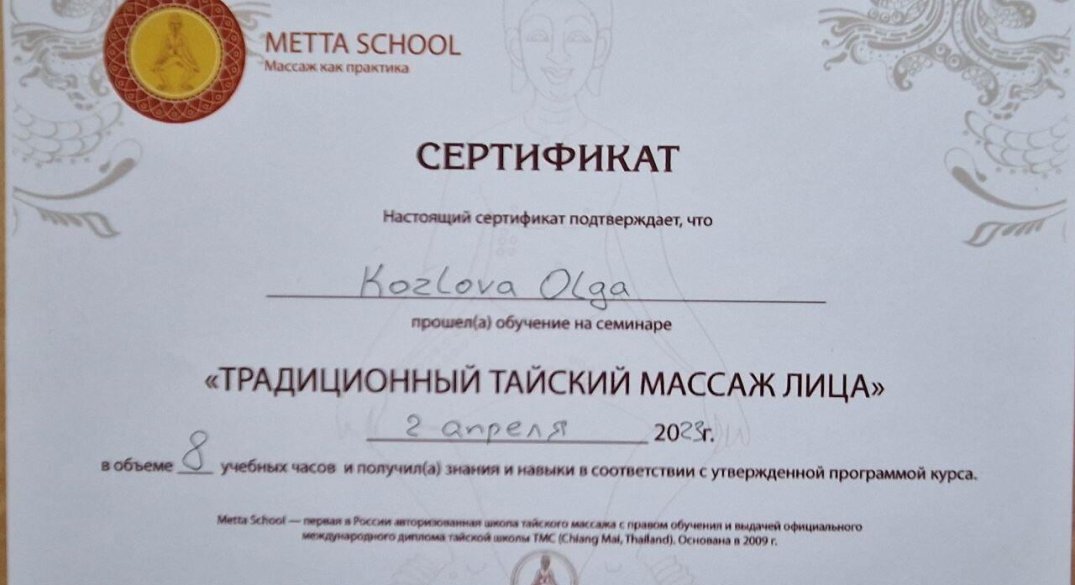 METTA SCHOOL
Массаж как практика
СЕРТИФИКАТ
Настоящий сертификат подтверждает, что
Kozlova Olga
прошел(а) обучение на семинаре
«ТРАДИЦИОННЫЙ ТАЙСКИЙ МАССАЖ ЛИЦА»
2 апреля 2023г.
в объеме 8 учебных часов и получил(а) знания и навыки в соответствии с утвержденной программой курса.
Metta School — первая в России авторизованная школа тайского массажа с правом обучения и выдачей официального
международного диплома тайской школы TMC (Chiang Mai, Thailand). Основана в 2009 г.